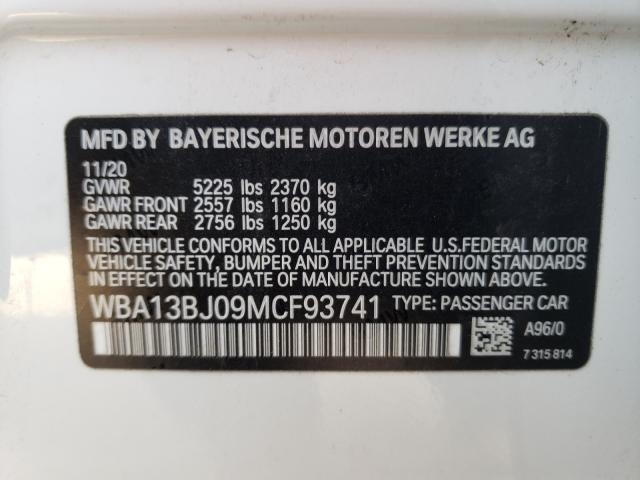 MFD BY BAYERISCHE MOTOREN WERKE AG
11/20
GVWR 5225 lbs 2370 kg
GAWR FRONT 2557 lbs 1160 kg
GAWR REAR 2756 lbs 1250 kg
THIS VEHICLE CONFORMS TO ALL APPLICABLE U.S.FEDERAL MOTOR
VEHICLE SAFETY, BUMPER AND THEFT PREVENTION STANDARDS
IN EFFECT ON THE DATE OF MANUFACTURE SHOWN ABOVE.
WBA13BJ09MCF93741 TYPE: PASSENGER CAR
A96/0
7 315 814